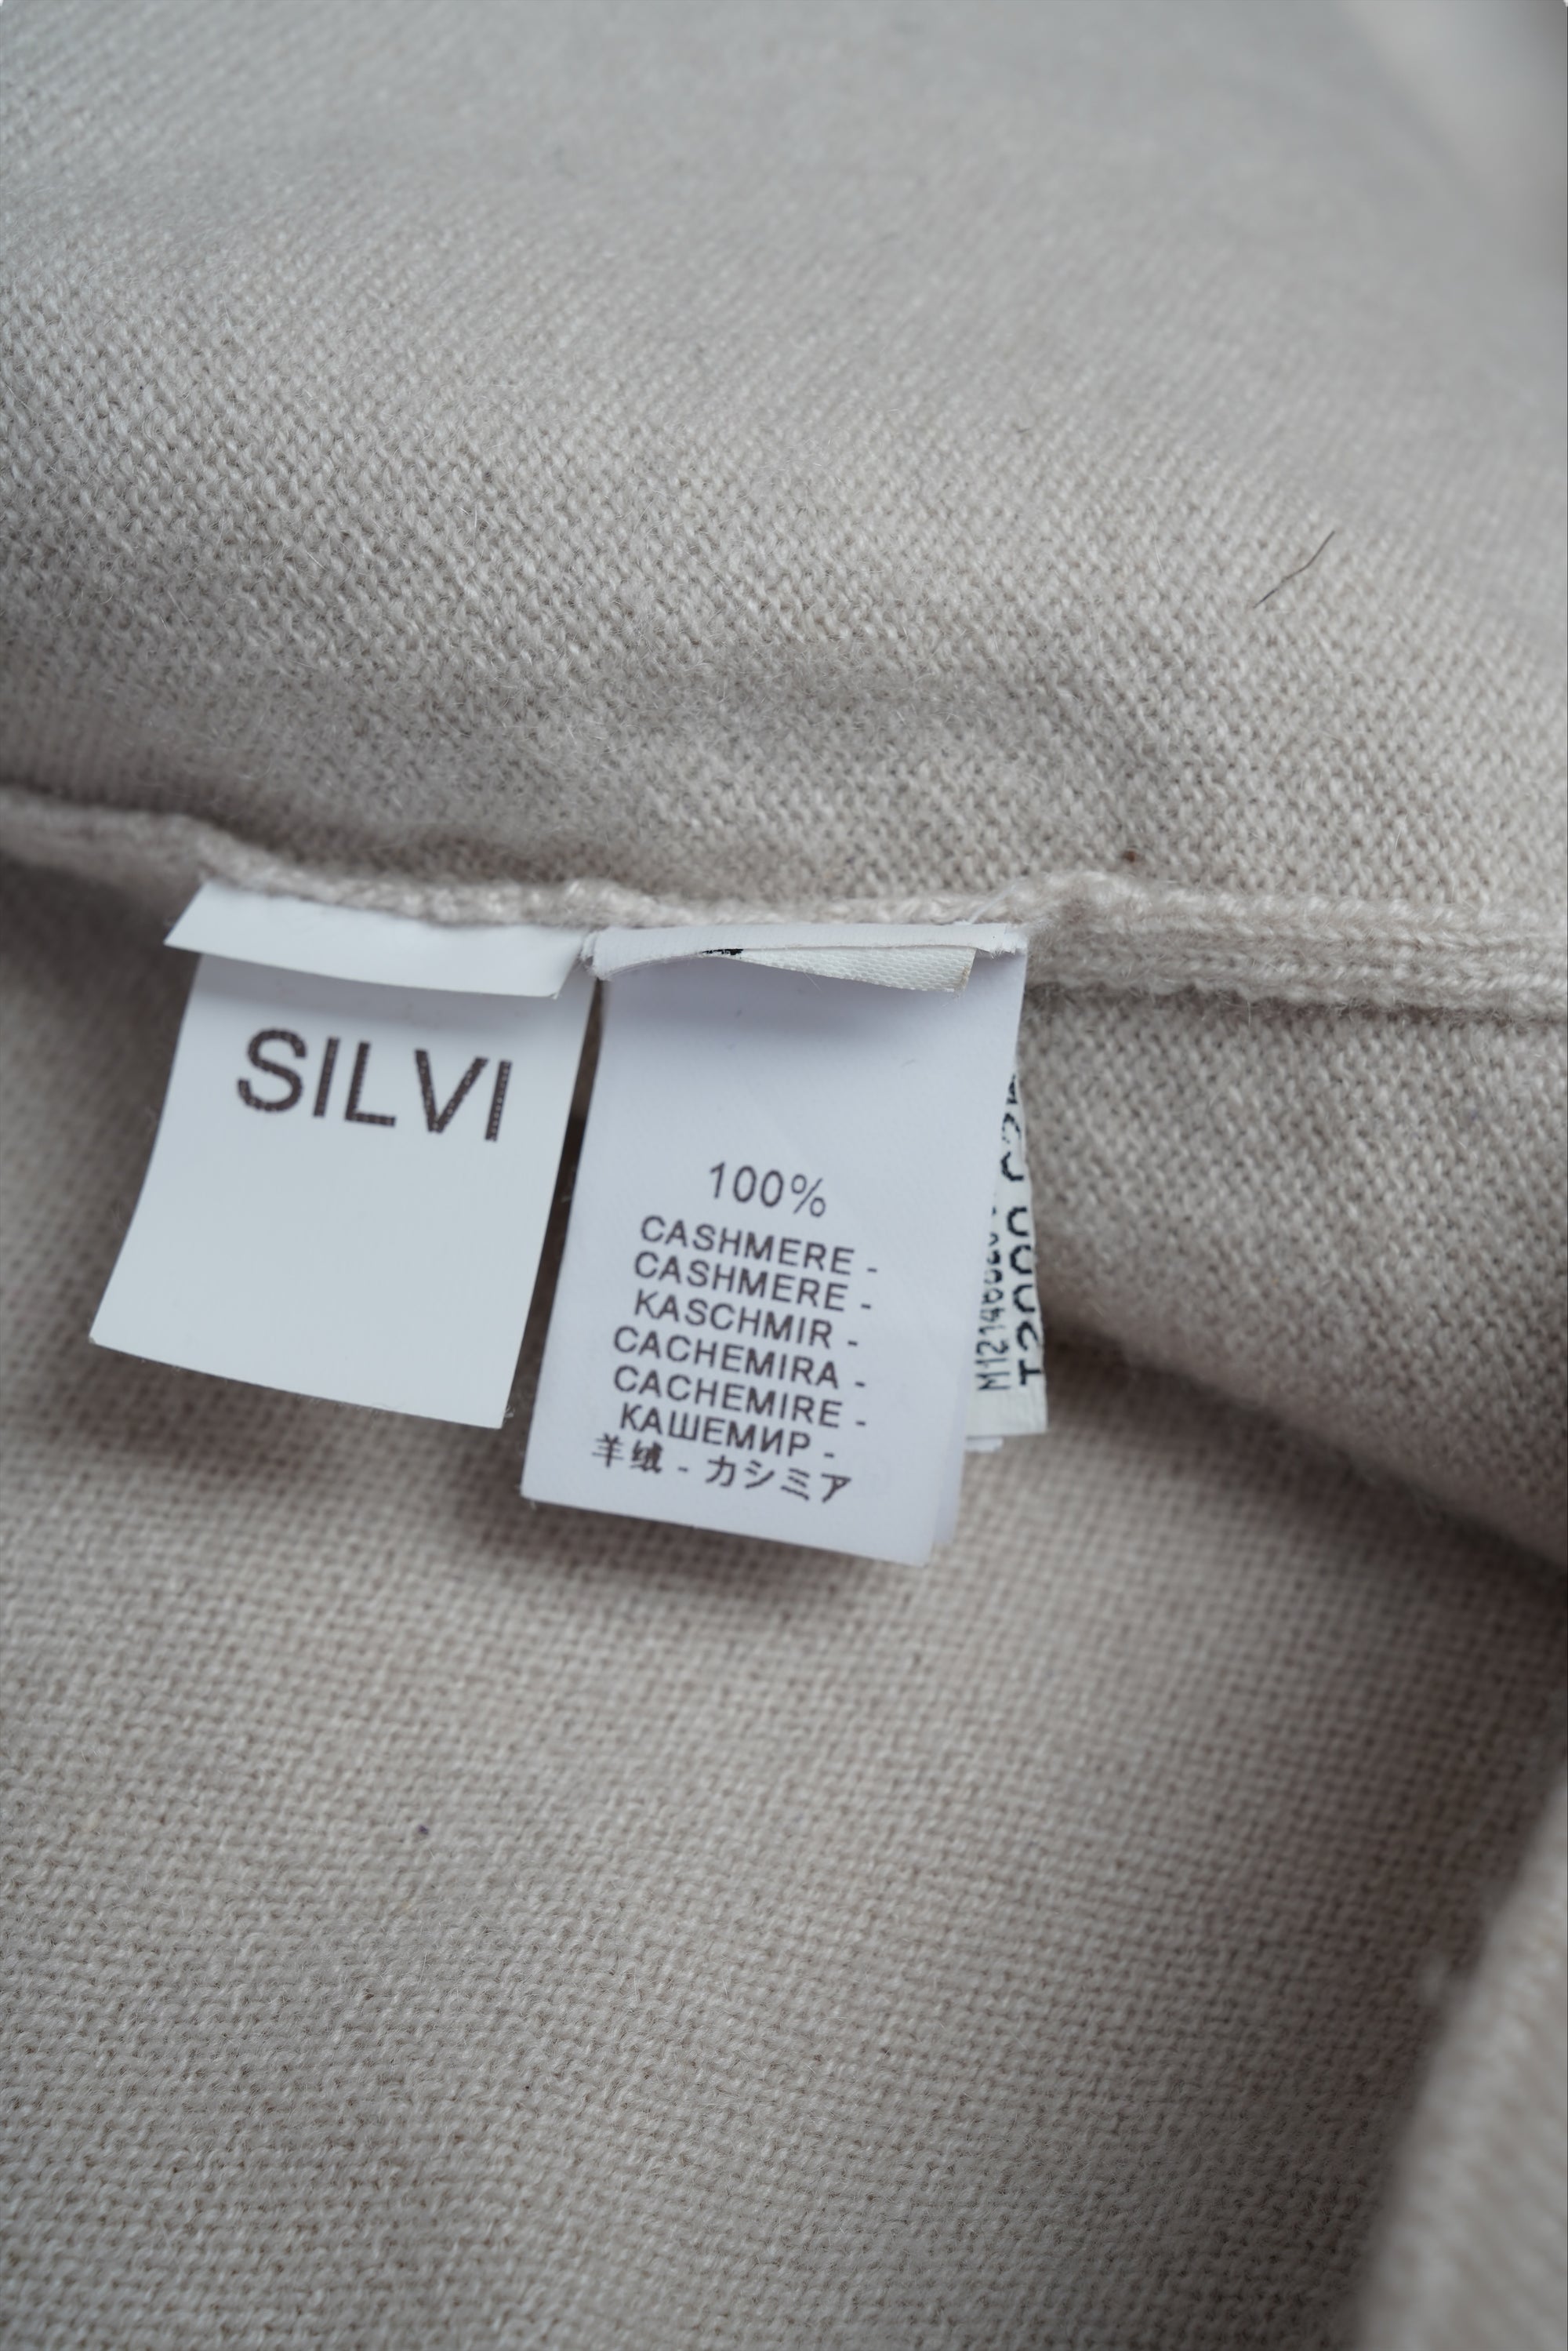 SILVI
100%
CASHMERE -
CASHMERE -
KASCHMIR -
CACHEMIRA -
CACHEMIRE -
КАШЕМИР -
羊绒 - カシミア